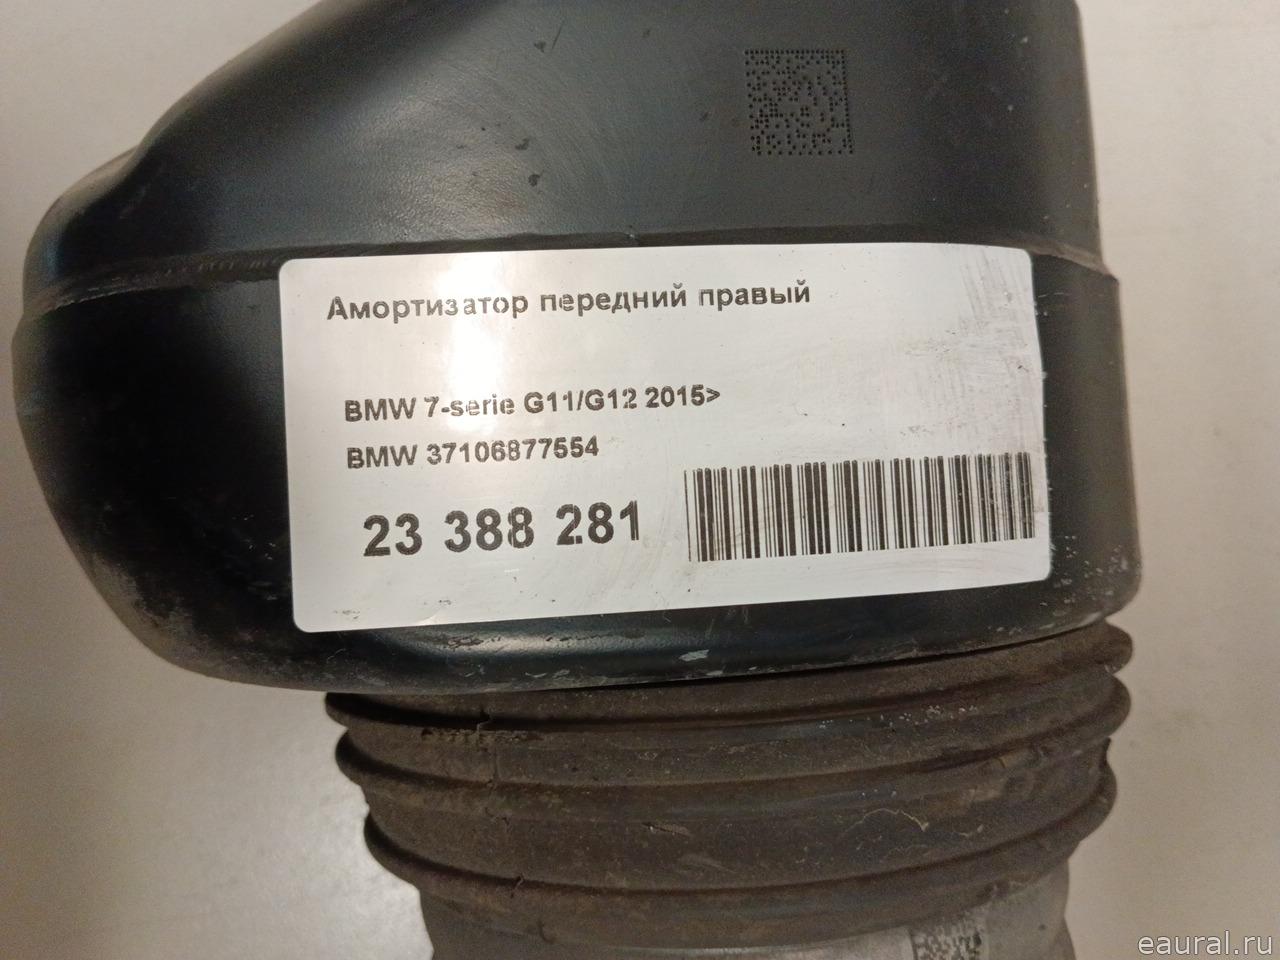 Амортизатор передний правый
BMW 7-serie G11/G12 2015>
BMW 37106877554
23 388 281
eaural.ru